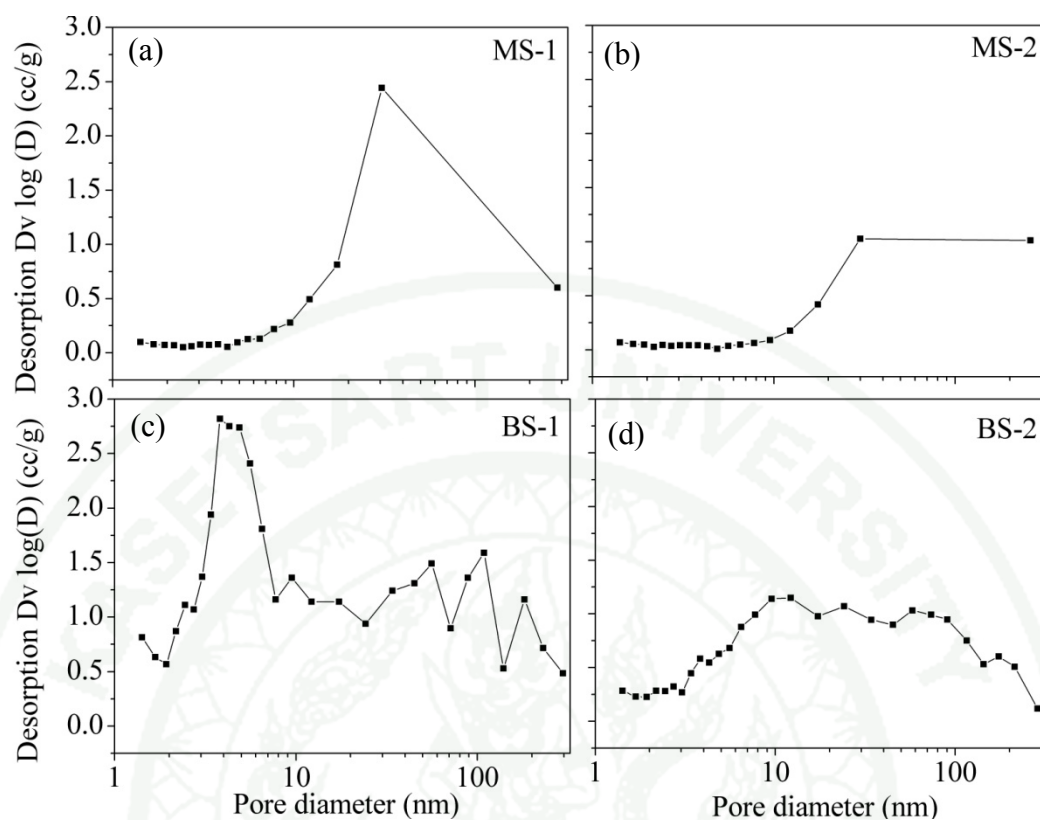 (a)
MS-1
Desorption Dv log (D) (cc/g)
3.0
2.5
2.0
1.5
1.0
0.5
0.0
(b)
MS-2
(c)
BS-1
Desorption Dv log(D) (cc/g)
3.0
2.5
2.0
1.5
1.0
0.5
0.0
1
10
100
Pore diameter (nm)
(d)
BS-2
1
10
100
Pore diameter (nm)
KASETSART UNIVERSITY